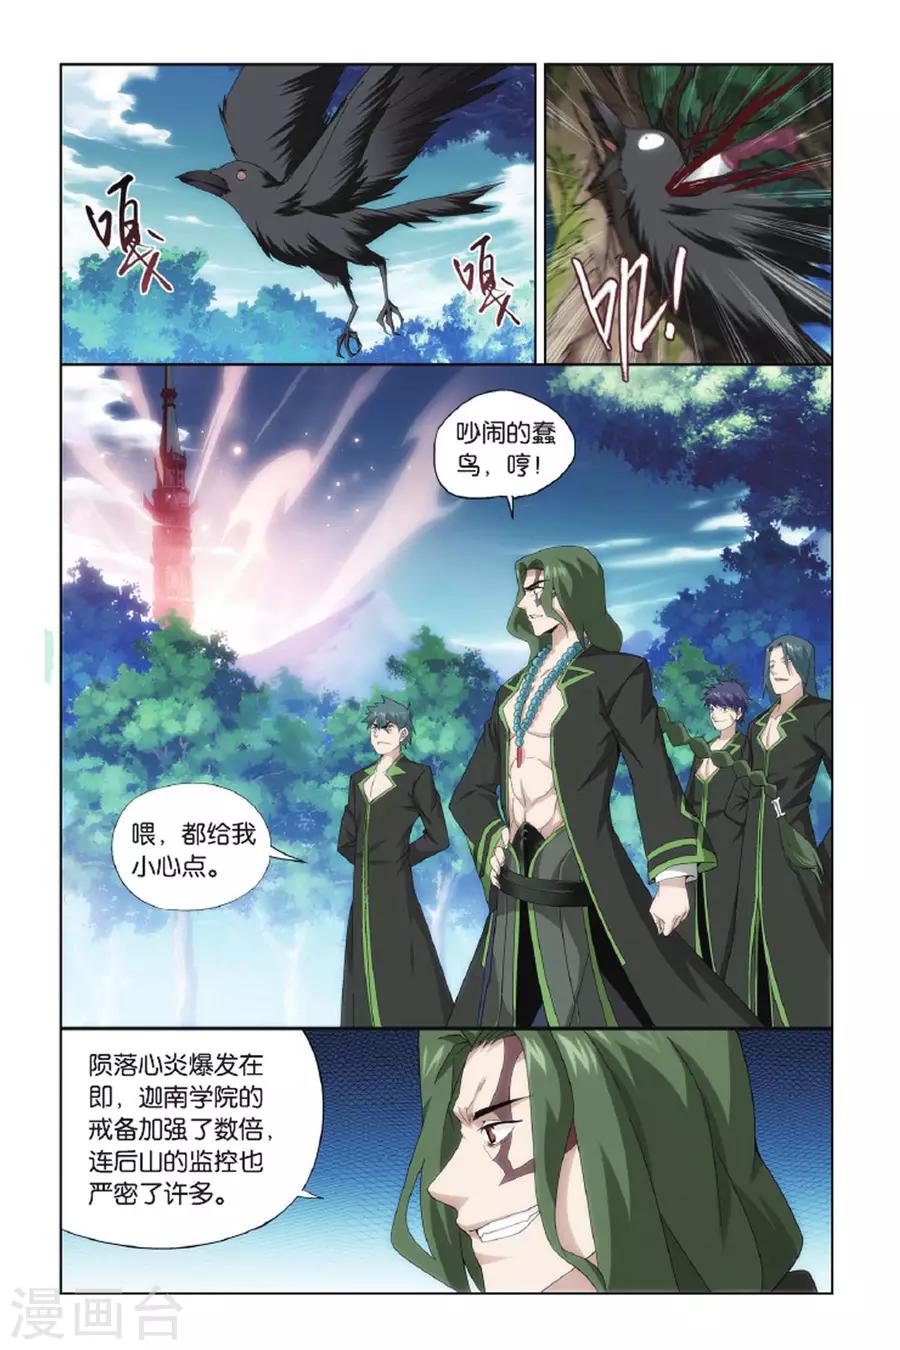 嘎
嘎
叽！
吵闹的蠢
鸟，哼！
喂，都给我
小心点。
陨落心炎爆发在
即，迦南学院的
戒备加强了数倍，
连后山的监控也
严密了许多。
漫画台